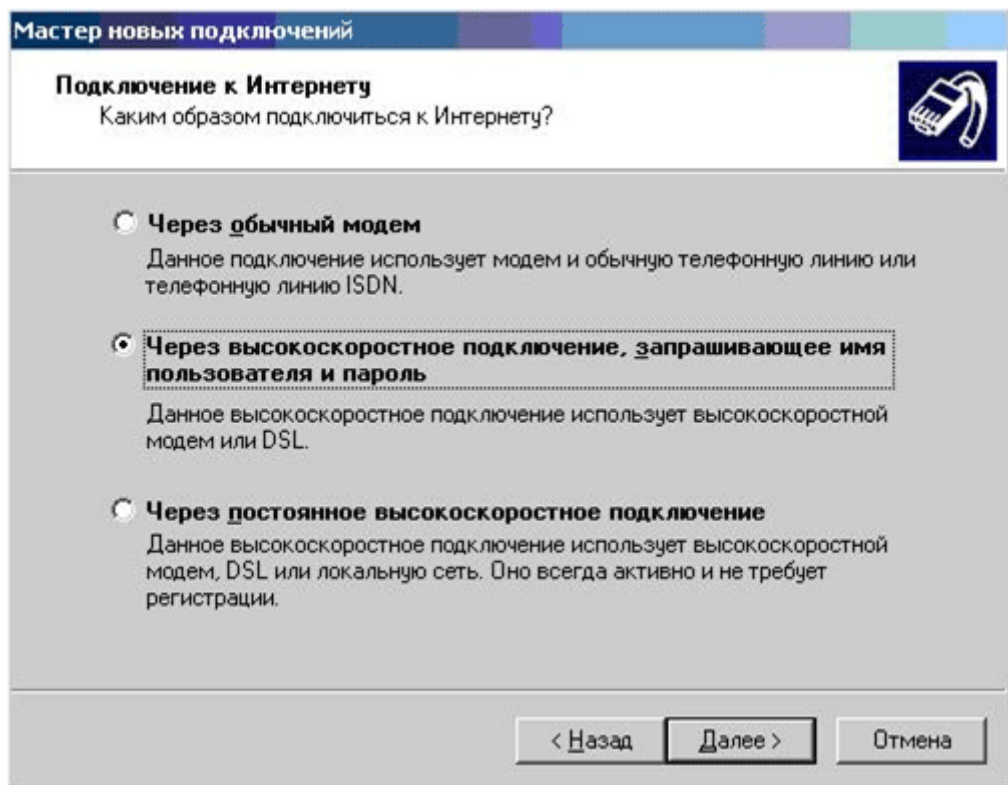 Мастер новых подключений
Подключение к Интернету
Каким образом подключиться к Интернету?
Через обычный модем
Данное подключение использует модем и обычную телефонную линию или
телефонную линию ISDN.
Через высокоскоростное подключение, запрашивающее имя
пользователя и пароль
Данное высокоскоростное подключение использует высокоскоростной
модем или DSL.
Через постоянное высокоскоростное подключение
Данное высокоскоростное подключение использует высокоскоростной
модем, DSL или локальную сеть. Оно всегда активно и не требует
регистрации.
< Назад Далее > Отмена